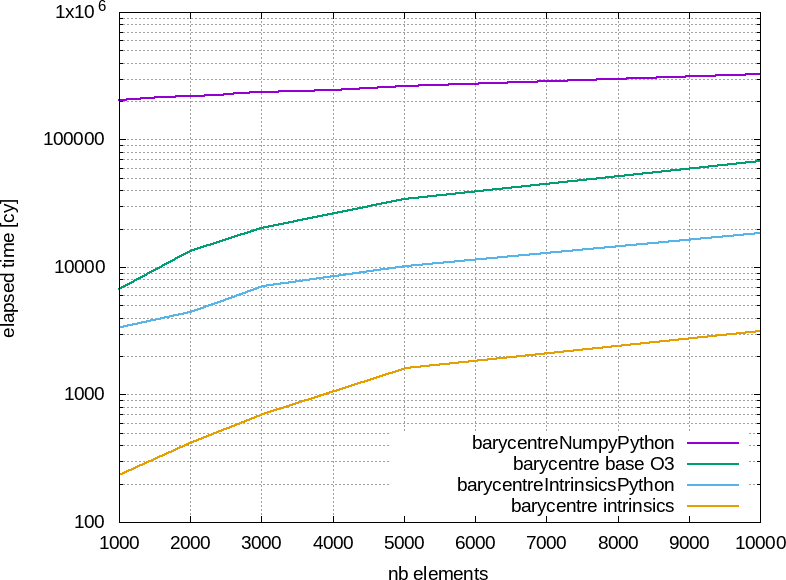 1x10^6
100000
10000
1000
100
elapsed time [cy]
barycentreNumpyPython
barycentre base O3
barycentreIntrinsicsPython
barycentre intrinsics
1000 2000 3000 4000 5000 6000 7000 8000 9000 10000
nb elements